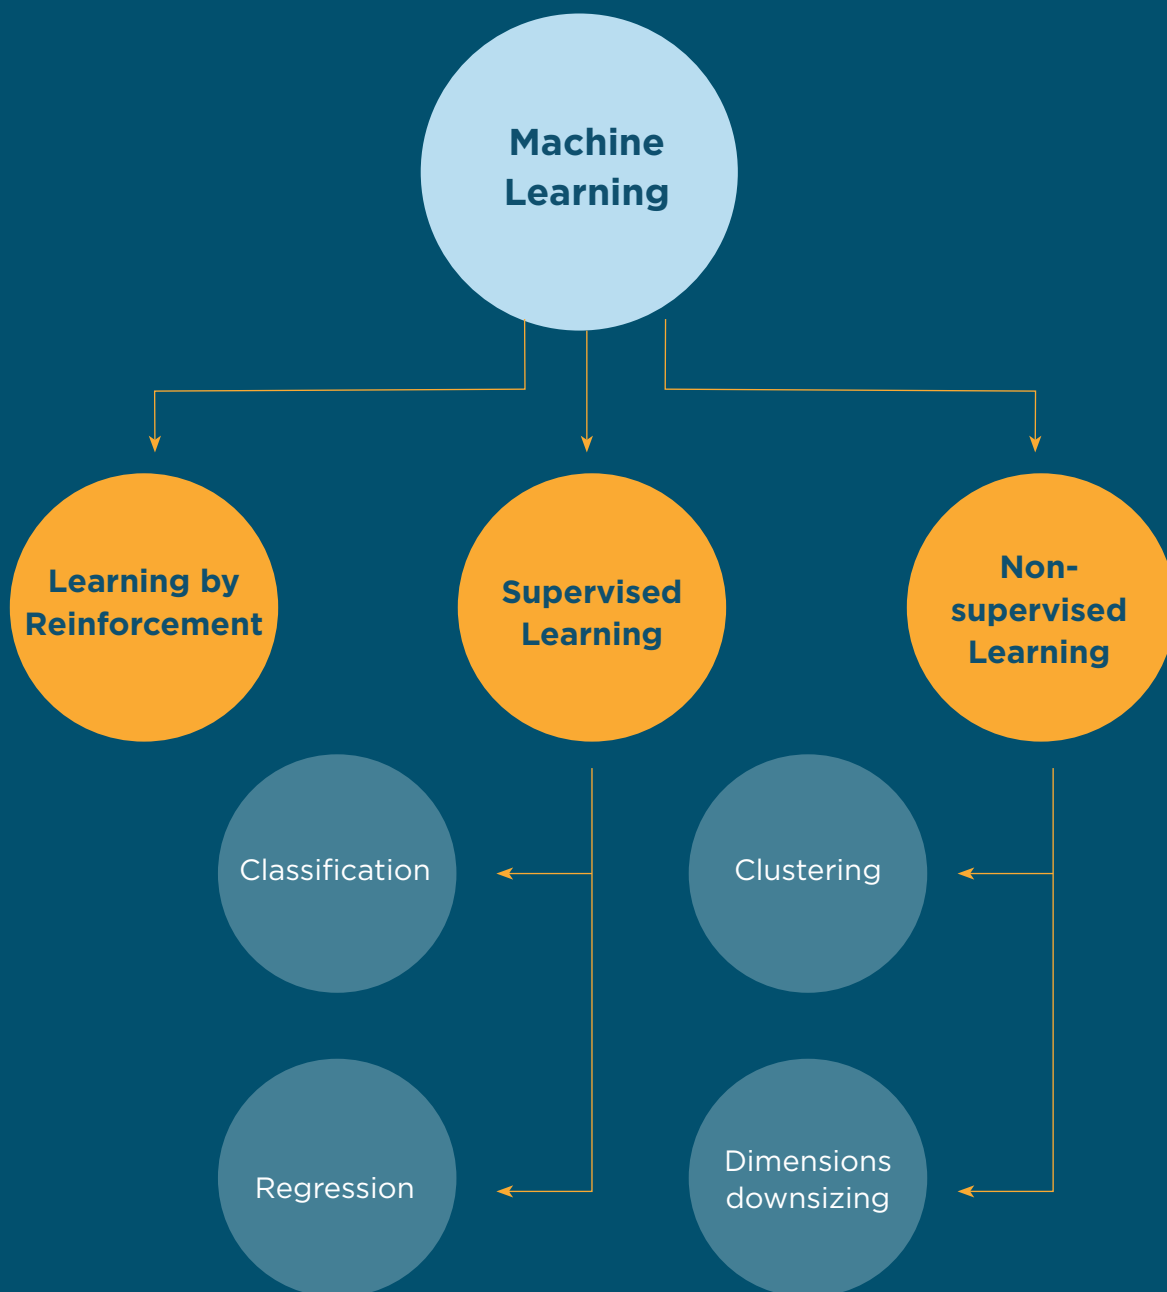 Machine
Learning
Learning by
Reinforcement
Supervised
Learning
Non-
supervised
Learning
Classification
Clustering
Regression
Dimensions
downsizing